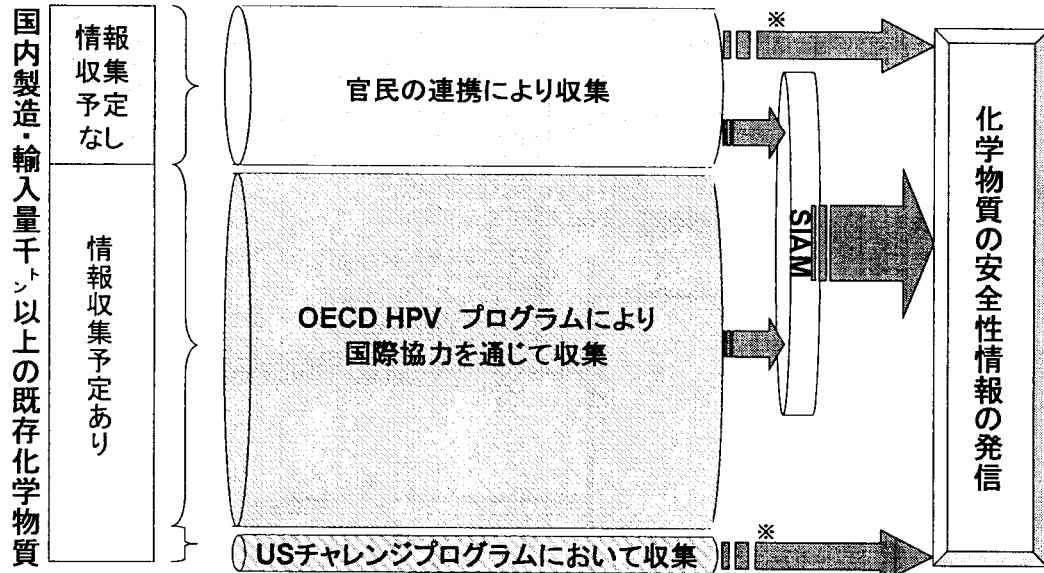 国内製造・輸入量千トン以上の既存化学物質
情報
収集
予定
なし
情報収集予定あり
※
官民の連携により収集
OECD HPV プログラムにより
国際協力を通じて収集
SIAM
※
USチャレンジプログラムにおいて収集
化学物質の安全性情報の発信